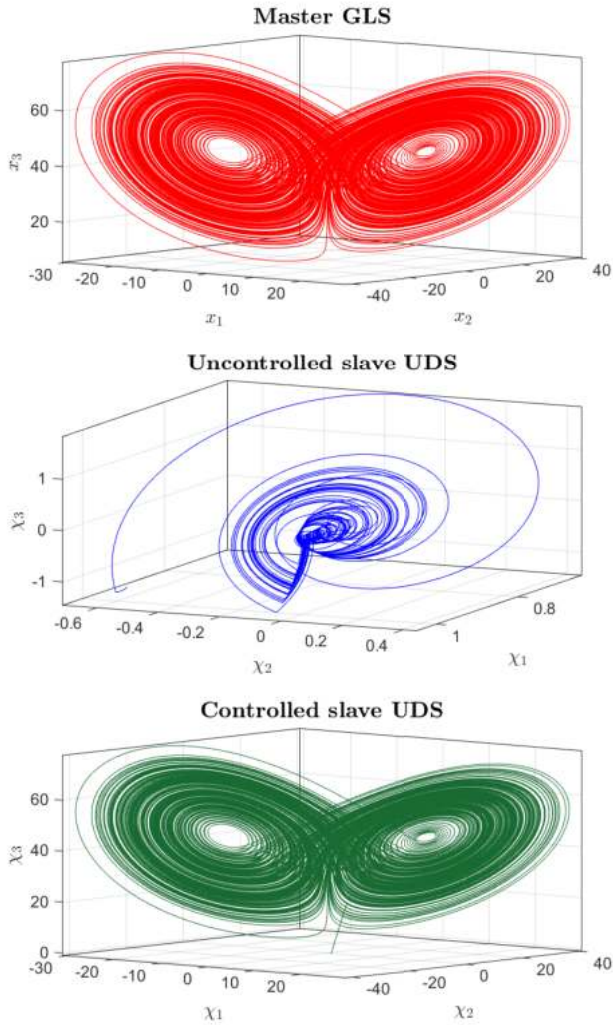 Master GLS
60
40
20
x₃
-30 -20 -10 0 10 20 30
-40 -20 0 20 40
x₁ x₂
Uncontrolled slave UDS
1
0
-1
χ₃
-0.6 -0.4 -0.2 0 0.2 0.4
1 0.8
χ₂ χ₁
Controlled slave UDS
60
40
20
0
χ₃
-30 -20 -10 0 10 20 30
-40 -20 0 20 40
χ₁ χ₂